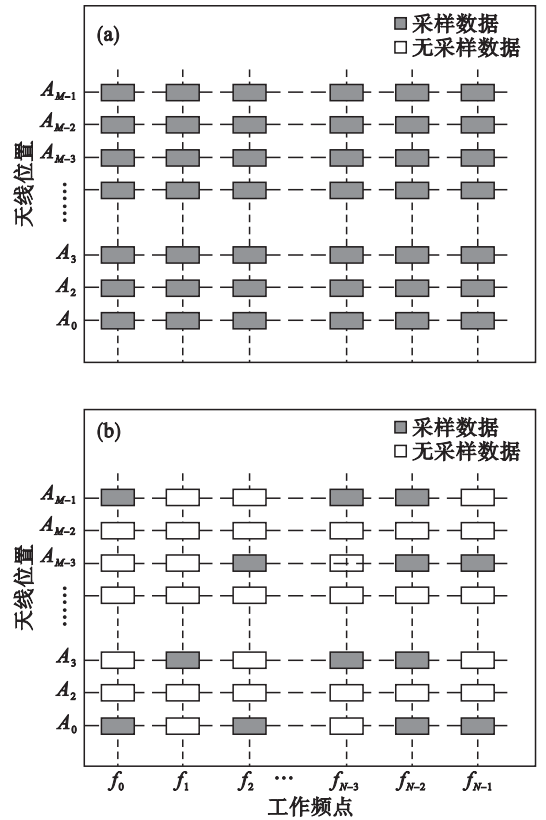 (a)
采样数据
无采样数据
A_{M-1}
A_{M-2}
A_{M-3}
……
A_3
A_2
A_0
天线位置
(b)
采样数据
无采样数据
A_{M-1}
A_{M-2}
A_{M-3}
……
A_3
A_2
A_0
天线位置
f_0 f_1 f_2 … f_{N-3} f_{N-2} f_{N-1}
工作频点